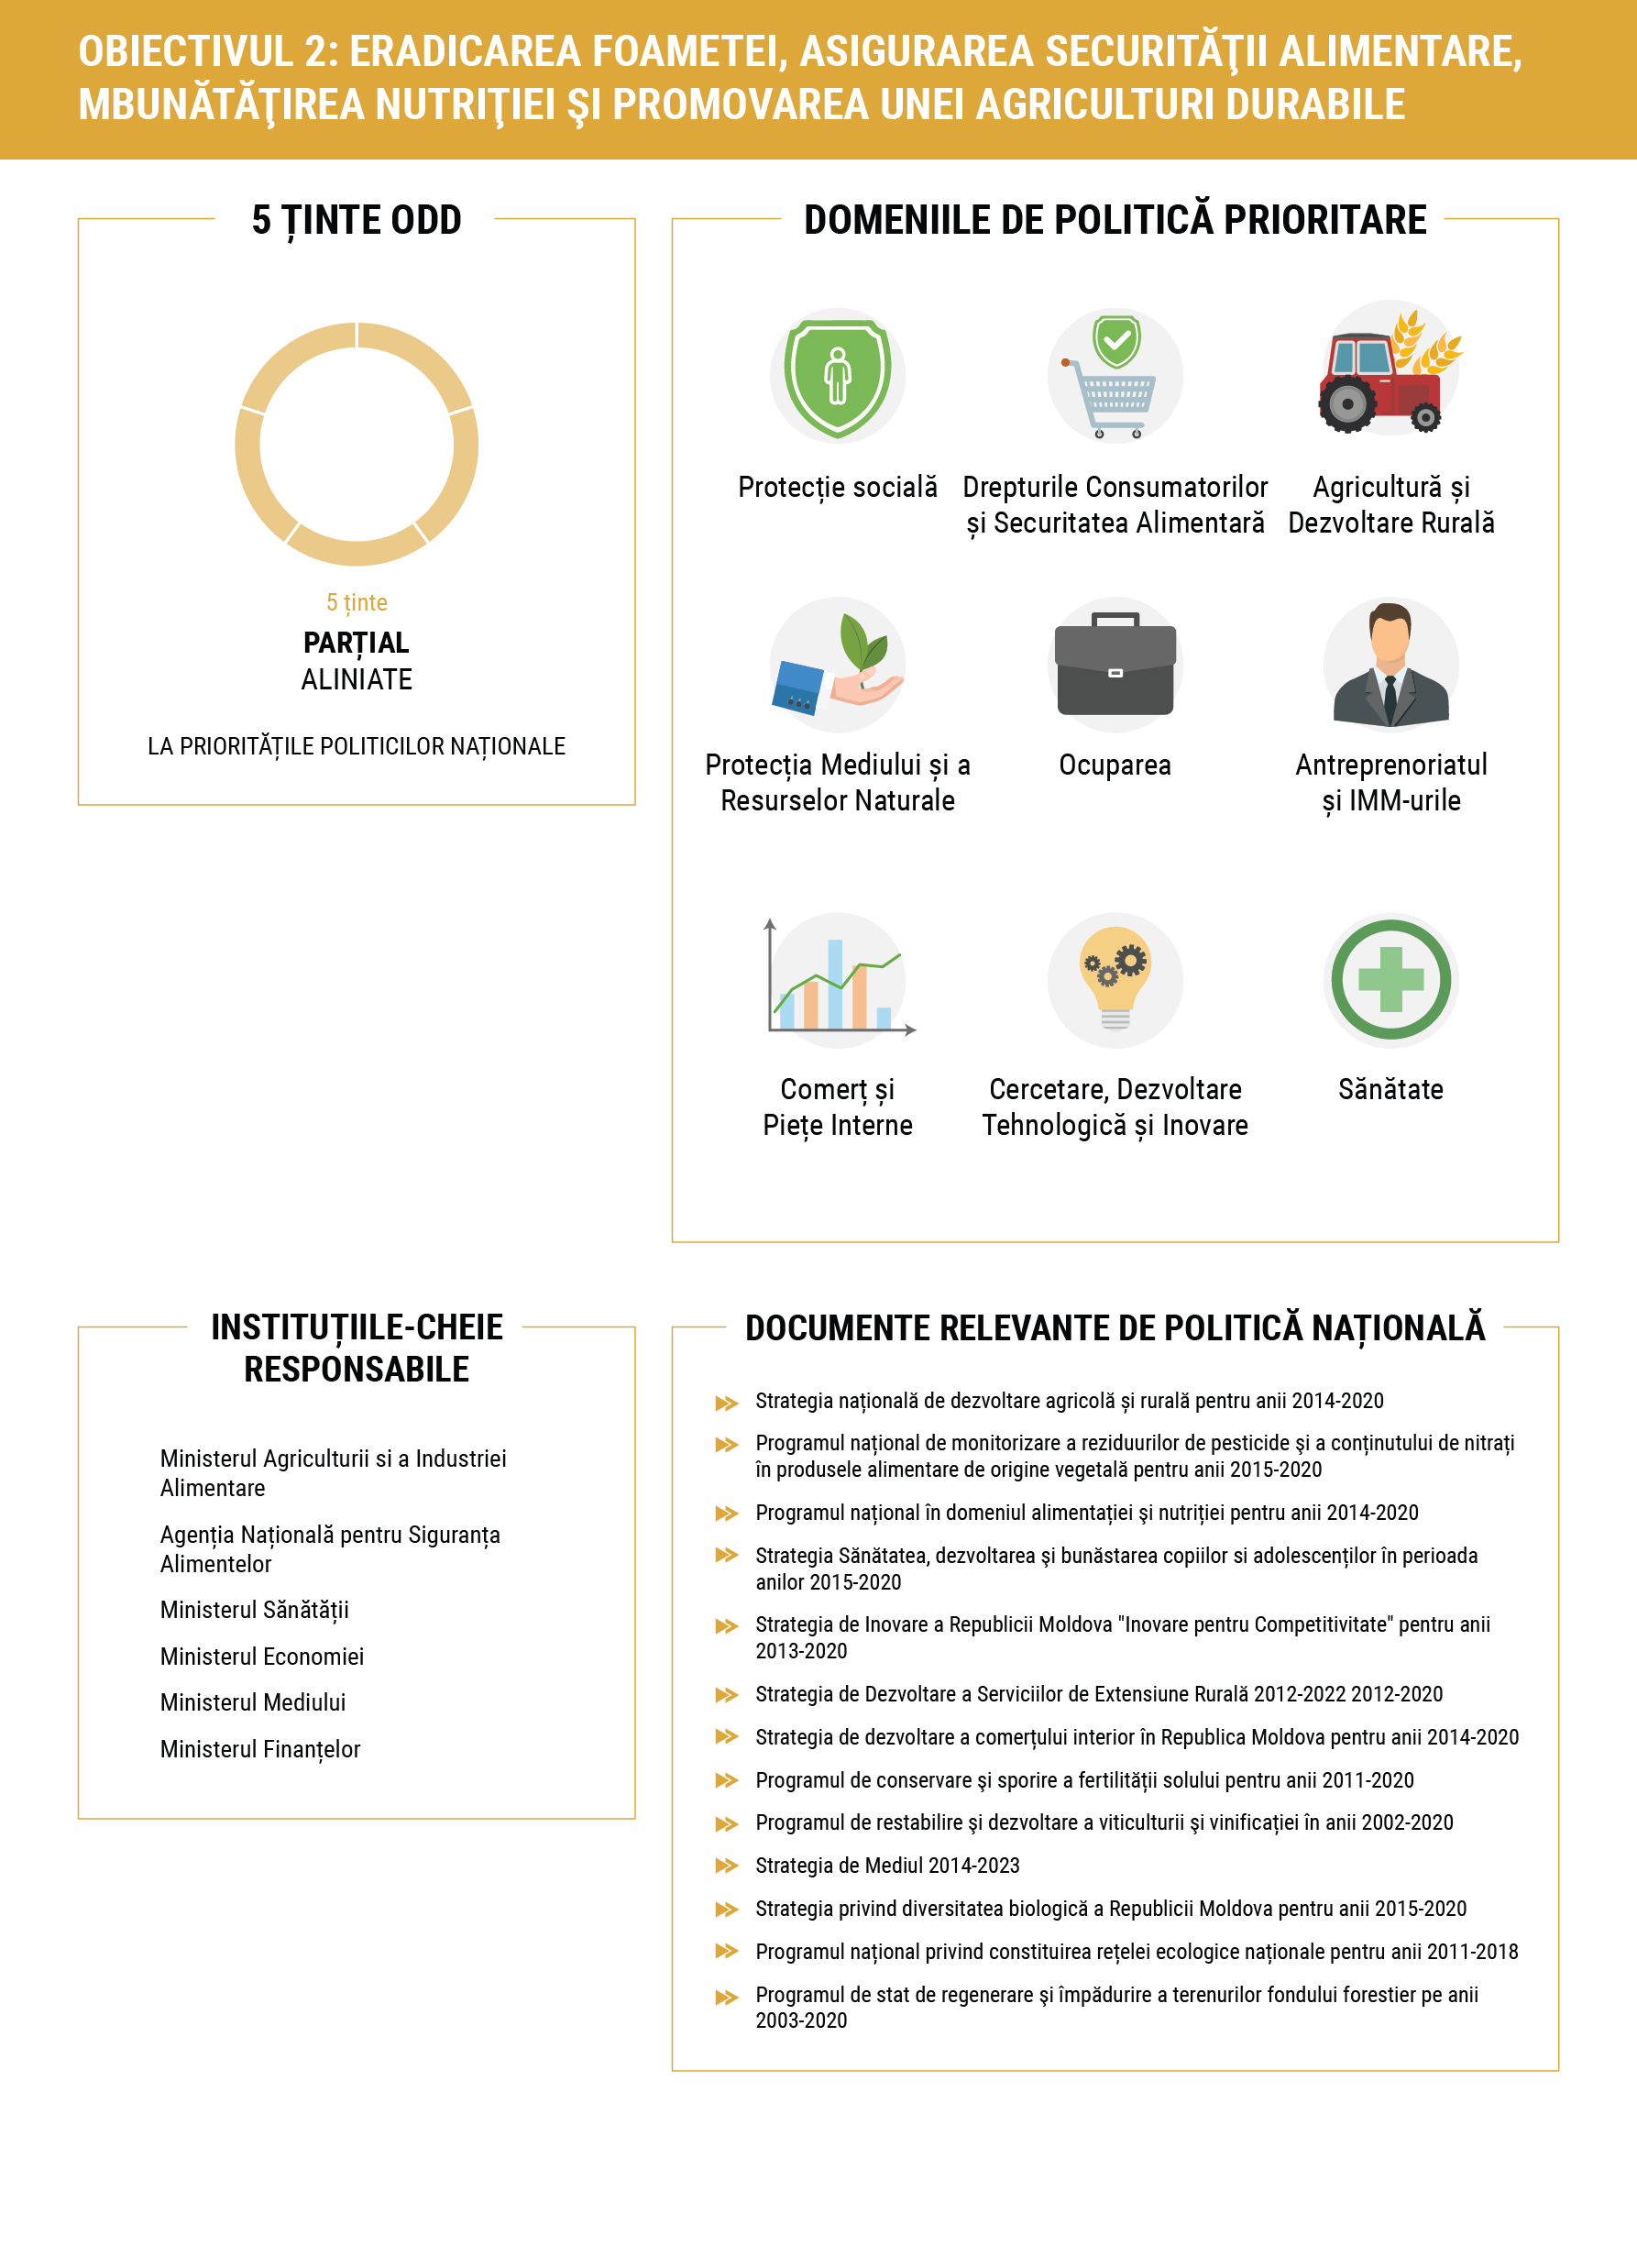 OBIECTIVUL 2: ERADICAREA FOAMETEI, ASIGURAREA SECURITĂŢII ALIMENTARE,
MBUNĂTĂŢIREA NUTRIŢIEI ŞI PROMOVAREA UNEI AGRICULTURI DURABILE
5 ȚINTE ODD
5 ținte
PARȚIAL
ALINIATE
LA PRIORITĂȚILE POLITICILOR NAȚIONALE
DOMENIILE DE POLITICĂ PRIORITARE
Protecție socială
Drepturile Consumatorilor
și Securitatea Alimentară
Agricultură și
Dezvoltare Rurală
Protecția Mediului și a
Resurselor Naturale
Ocuparea
Antreprenoriatul
și IMM-urile
Comerț și
Piețe Interne
Cercetare, Dezvoltare
Tehnologică și Inovare
Sănătate
INSTITUȚIILE-CHEIE
RESPONSABILE
Ministerul Agriculturii si a Industriei
Alimentare
Agenția Națională pentru Siguranța
Alimentelor
Ministerul Sănătății
Ministerul Economiei
Ministerul Mediului
Ministerul Finanțelor
DOCUMENTE RELEVANTE DE POLITICĂ NAȚIONALĂ
Strategia națională de dezvoltare agricolă și rurală pentru anii 2014-2020
Programul național de monitorizare a reziduurilor de pesticide şi a conținutului de nitrați
în produsele alimentare de origine vegetală pentru anii 2015-2020
Programul național în domeniul alimentației şi nutriției pentru anii 2014-2020
Strategia Sănătatea, dezvoltarea şi bunăstarea copiilor si adolescenților în perioada
anilor 2015-2020
Strategia de Inovare a Republicii Moldova "Inovare pentru Competitivitate" pentru anii
2013-2020
Strategia de Dezvoltare a Serviciilor de Extensiune Rurală 2012-2022 2012-2020
Strategia de dezvoltare a comerțului interior în Republica Moldova pentru anii 2014-2020
Programul de conservare şi sporire a fertilității solului pentru anii 2011-2020
Programul de restabilire şi dezvoltare a viticulturii şi vinificației în anii 2002-2020
Strategia de Mediul 2014-2023
Strategia privind diversitatea biologică a Republicii Moldova pentru anii 2015-2020
Programul național privind constituirea rețelei ecologice naționale pentru anii 2011-2018
Programul de stat de regenerare şi împădurire a terenurilor fondului forestier pe anii
2003-2020